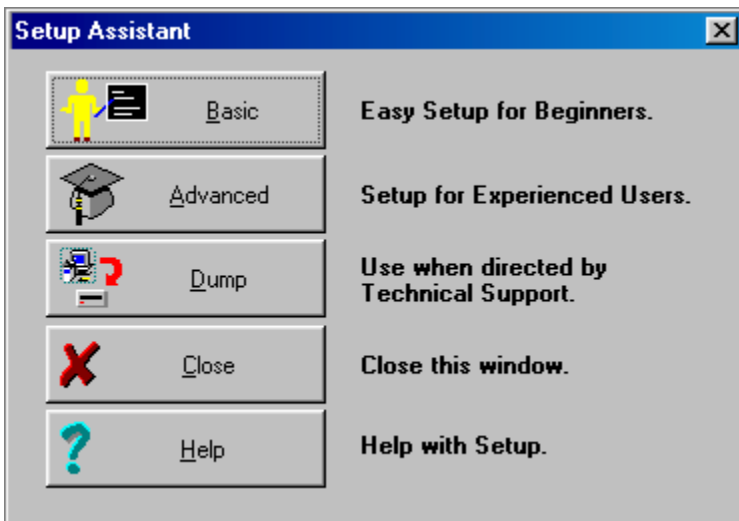 Setup Assistant
Basic
Easy Setup for Beginners.
Advanced
Setup for Experienced Users.
Dump
Use when directed by
Technical Support.
Close
Close this window.
Help
Help with Setup.